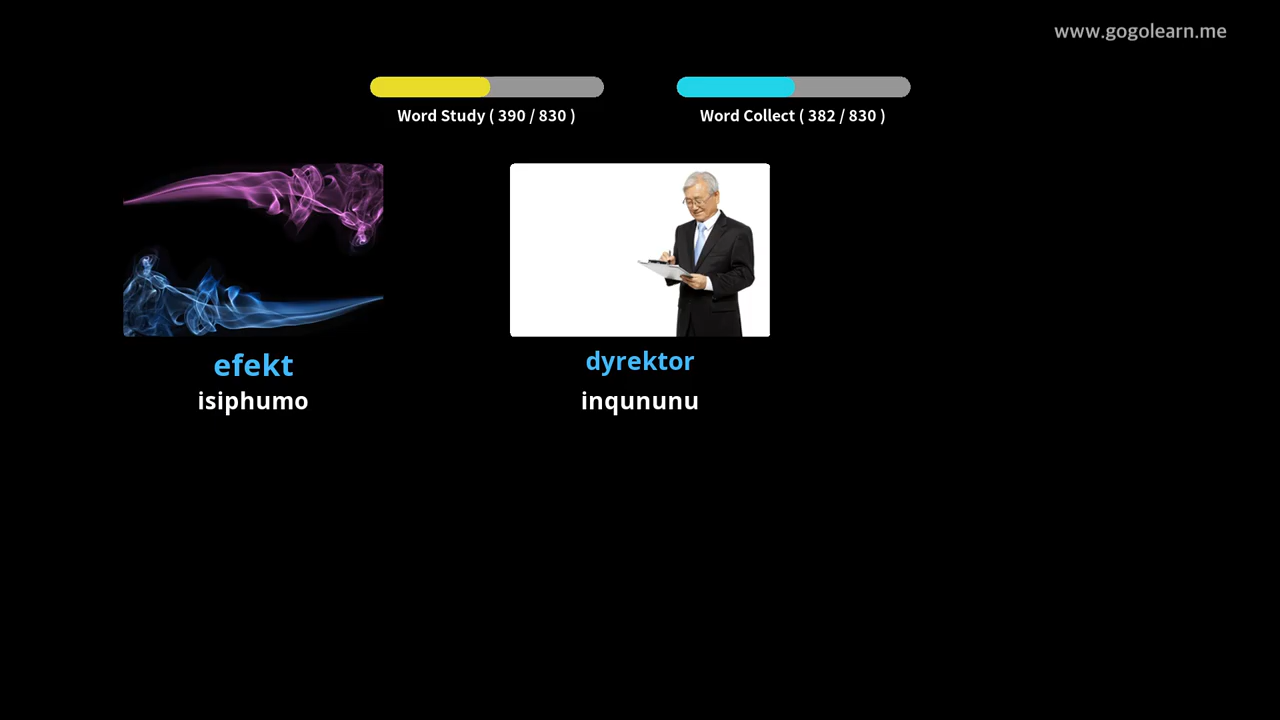 www.gogolearn.me
Word Study ( 390 / 830 )
Word Collect ( 382 / 830 )
efekt
isiphumo
dyrektor
inqununu